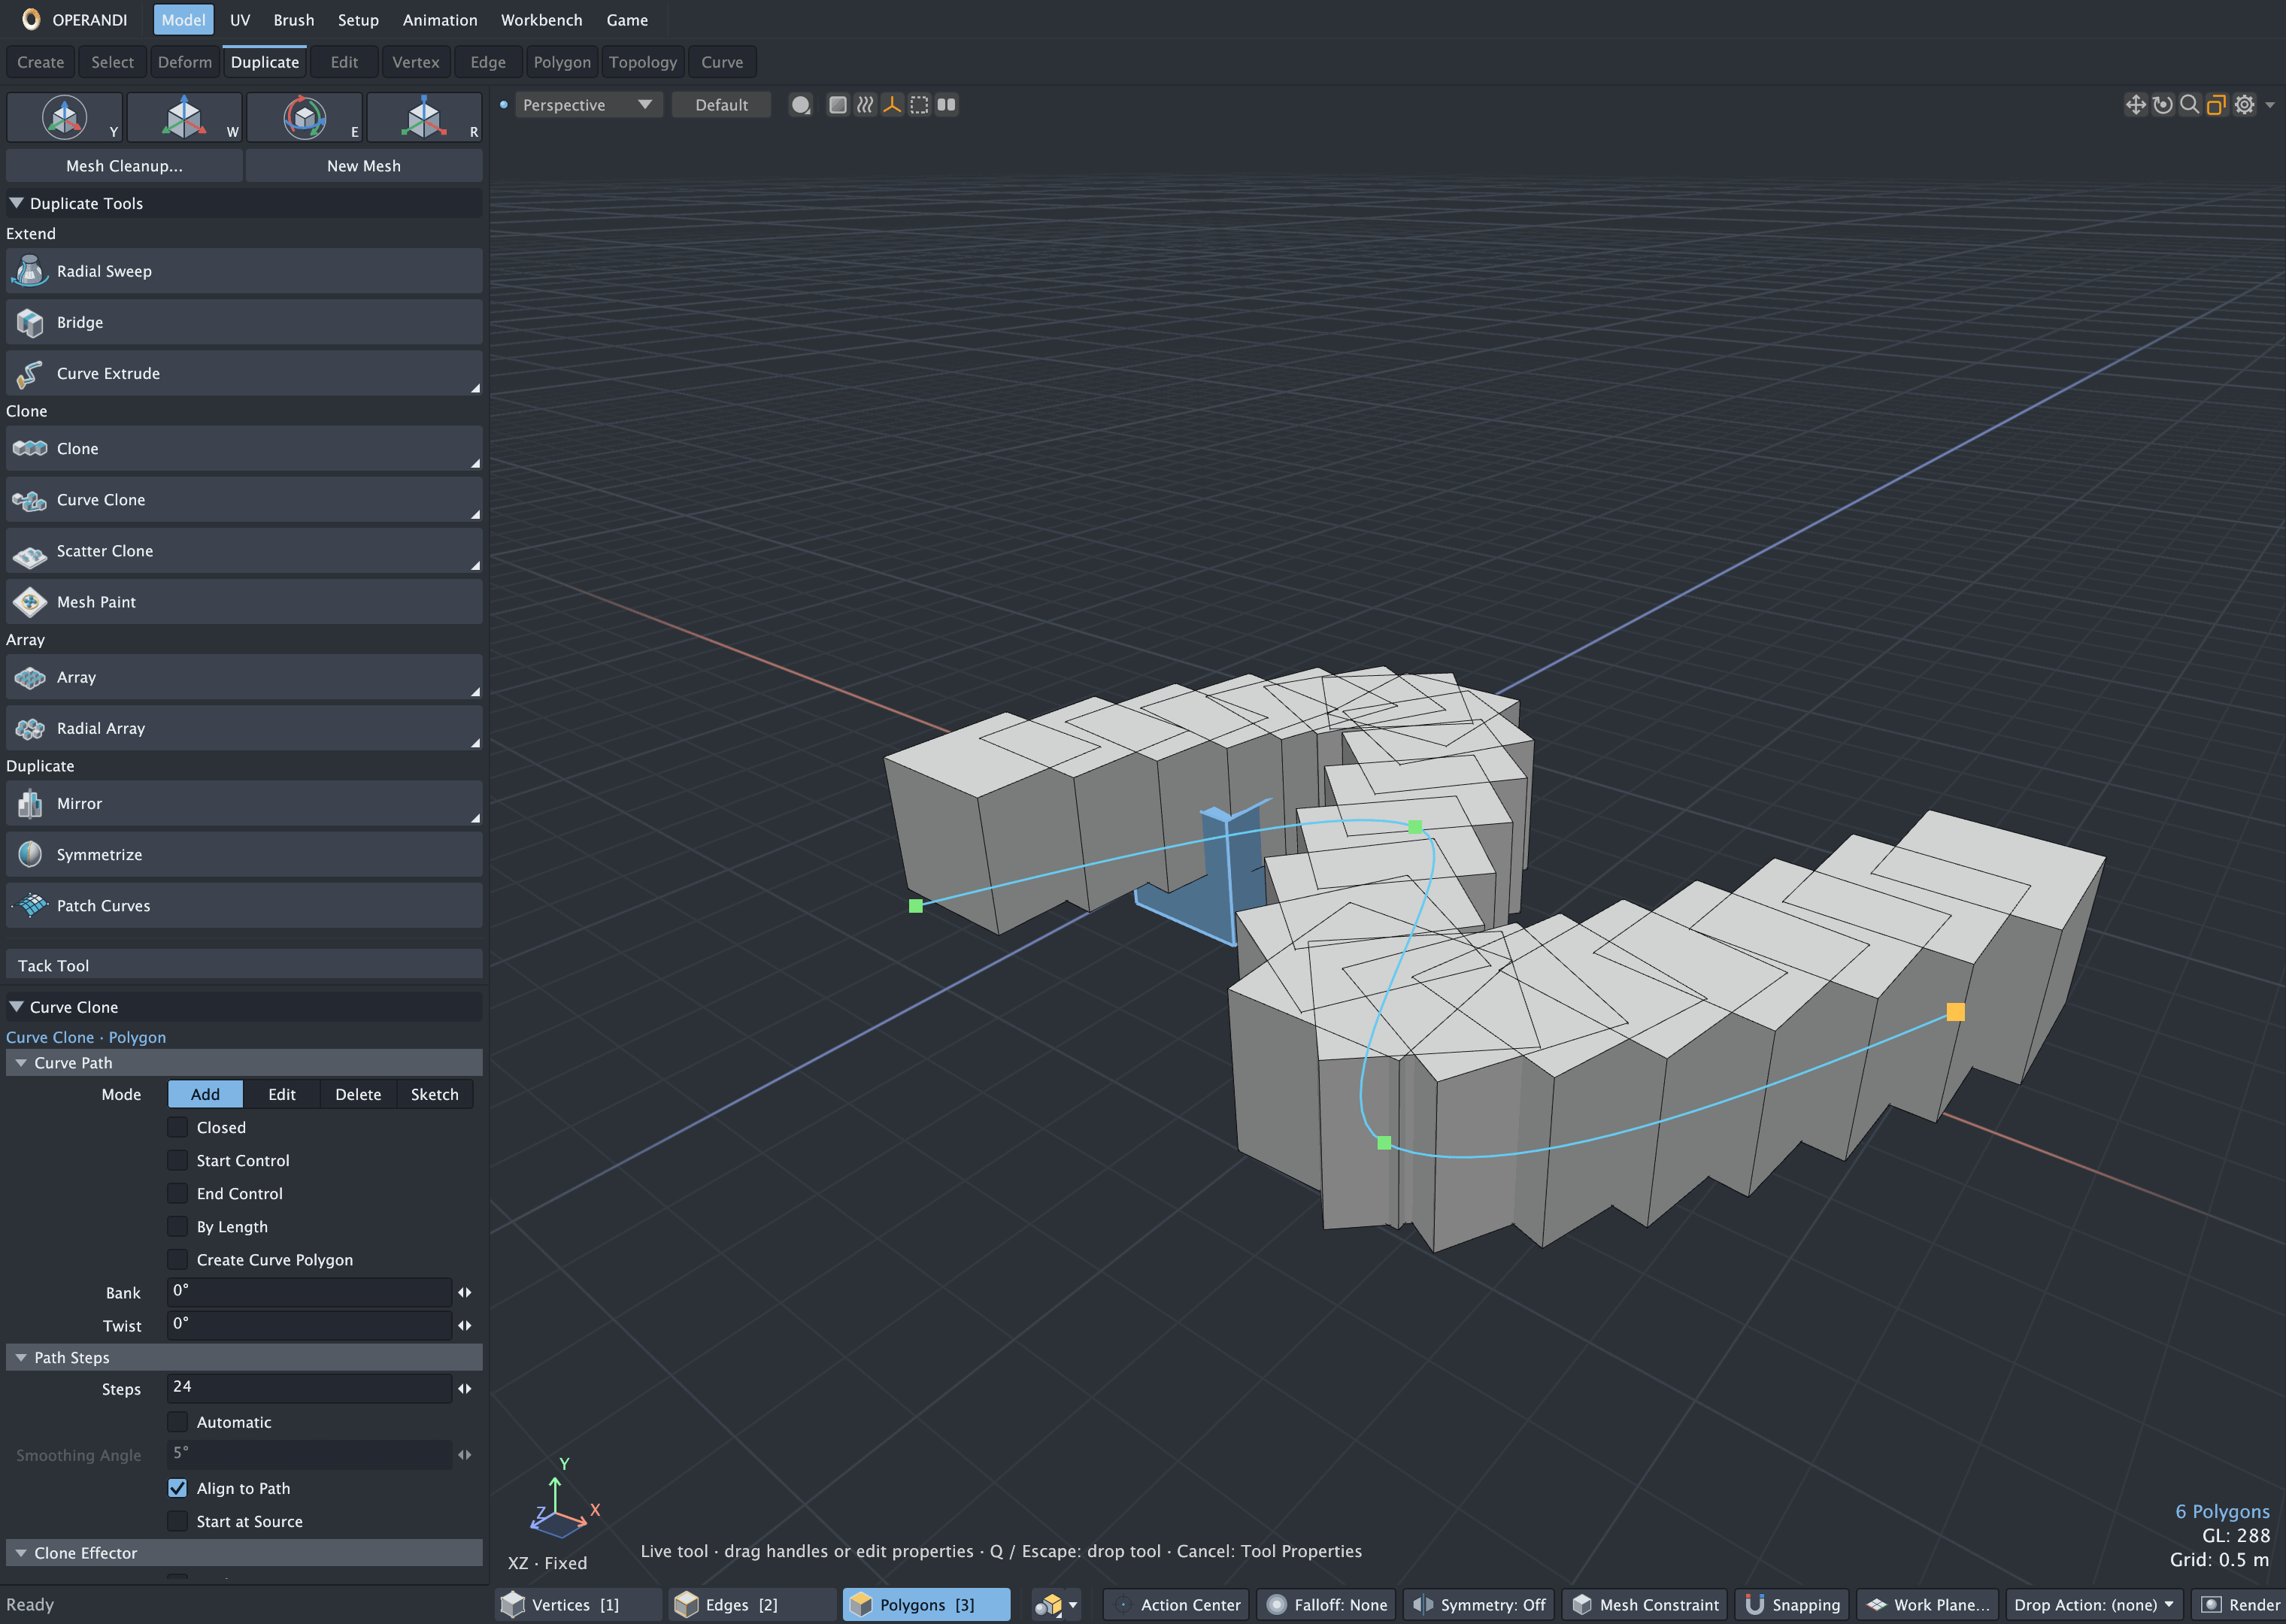 OPERANDI Model UV Brush Setup Animation Workbench Game
Create Select Deform Duplicate Edit Vertex Edge Polygon Topology Curve
Y W E R
Perspective Default
Mesh Cleanup... New Mesh
Duplicate Tools
Extend
Radial Sweep
Bridge
Curve Extrude
Clone
Clone
Curve Clone
Scatter Clone
Mesh Paint
Array
Array
Radial Array
Duplicate
Mirror
Symmetrize
Patch Curves
Tack Tool
Curve Clone
Curve Clone · Polygon
Curve Path
Mode Add Edit Delete Sketch
Closed
Start Control
End Control
By Length
Create Curve Polygon
Bank 0°
Twist 0°
Path Steps
Steps 24
Automatic
Smoothing Angle 5°
Align to Path
Start at Source
Clone Effector
Y
Z X
XZ · Fixed
Live tool · drag handles or edit properties · Q / Escape: drop tool · Cancel: Tool Properties
6 Polygons
GL: 288
Grid: 0.5 m
Ready Vertices [1] Edges [2] Polygons [3] Action Center Falloff: None Symmetry: Off Mesh Constraint Snapping Work Plane... Drop Action: (none) Render